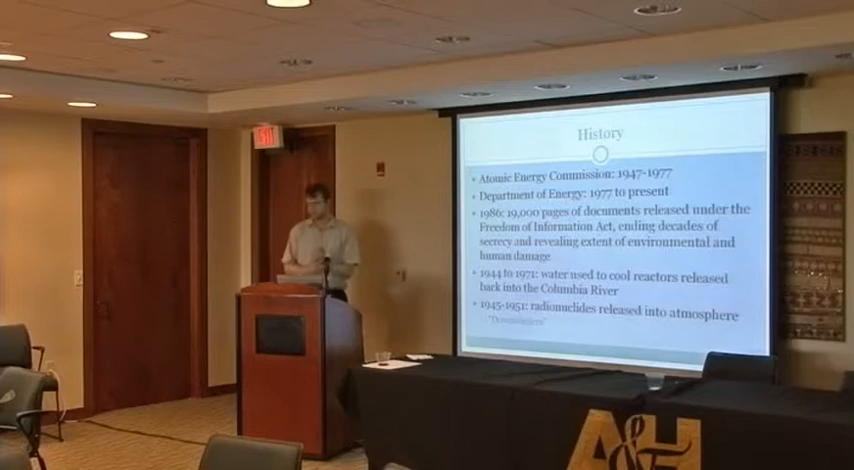 EXIT
History
Atomic Energy Commission: 1947-1977
Department of Energy: 1977 to present
1986: 19,000 pages of documents released under the
Freedom of Information Act, ending decades of
secrecy and revealing extent of environmental and
human damage
1944 to 1971: water used to cool reactors released
back into the Columbia River
1945-1951: radionuclides released into atmosphere
"Downwinders"
A&H